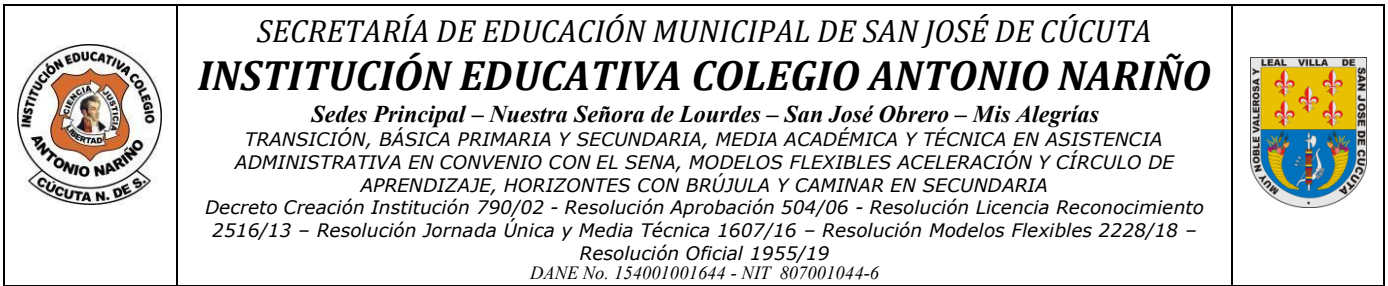 INSTITUCIÓN EDUCATIVA COLEGIO
ANTONIO NARIÑO
CIENCIA JUSTICIA
LIBERTAD
CÚCUTA N. DE S.
SECRETARÍA DE EDUCACIÓN MUNICIPAL DE SAN JOSÉ DE CÚCUTA
INSTITUCIÓN EDUCATIVA COLEGIO ANTONIO NARIÑO
Sedes Principal – Nuestra Señora de Lourdes – San José Obrero – Mis Alegrías
TRANSICIÓN, BÁSICA PRIMARIA Y SECUNDARIA, MEDIA ACADÉMICA Y TÉCNICA EN ASISTENCIA
ADMINISTRATIVA EN CONVENIO CON EL SENA, MODELOS FLEXIBLES ACELERACIÓN Y CÍRCULO DE
APRENDIZAJE, HORIZONTES CON BRÚJULA Y CAMINAR EN SECUNDARIA
Decreto Creación Institución 790/02 - Resolución Aprobación 504/06 - Resolución Licencia Reconocimiento
2516/13 – Resolución Jornada Única y Media Técnica 1607/16 – Resolución Modelos Flexibles 2228/18 –
Resolución Oficial 1955/19
DANE No. 154001001644 - NIT 807001044-6
MUY NOBLE VALEROSA Y LEAL VILLA DE SAN JOSE DE CUCUTA